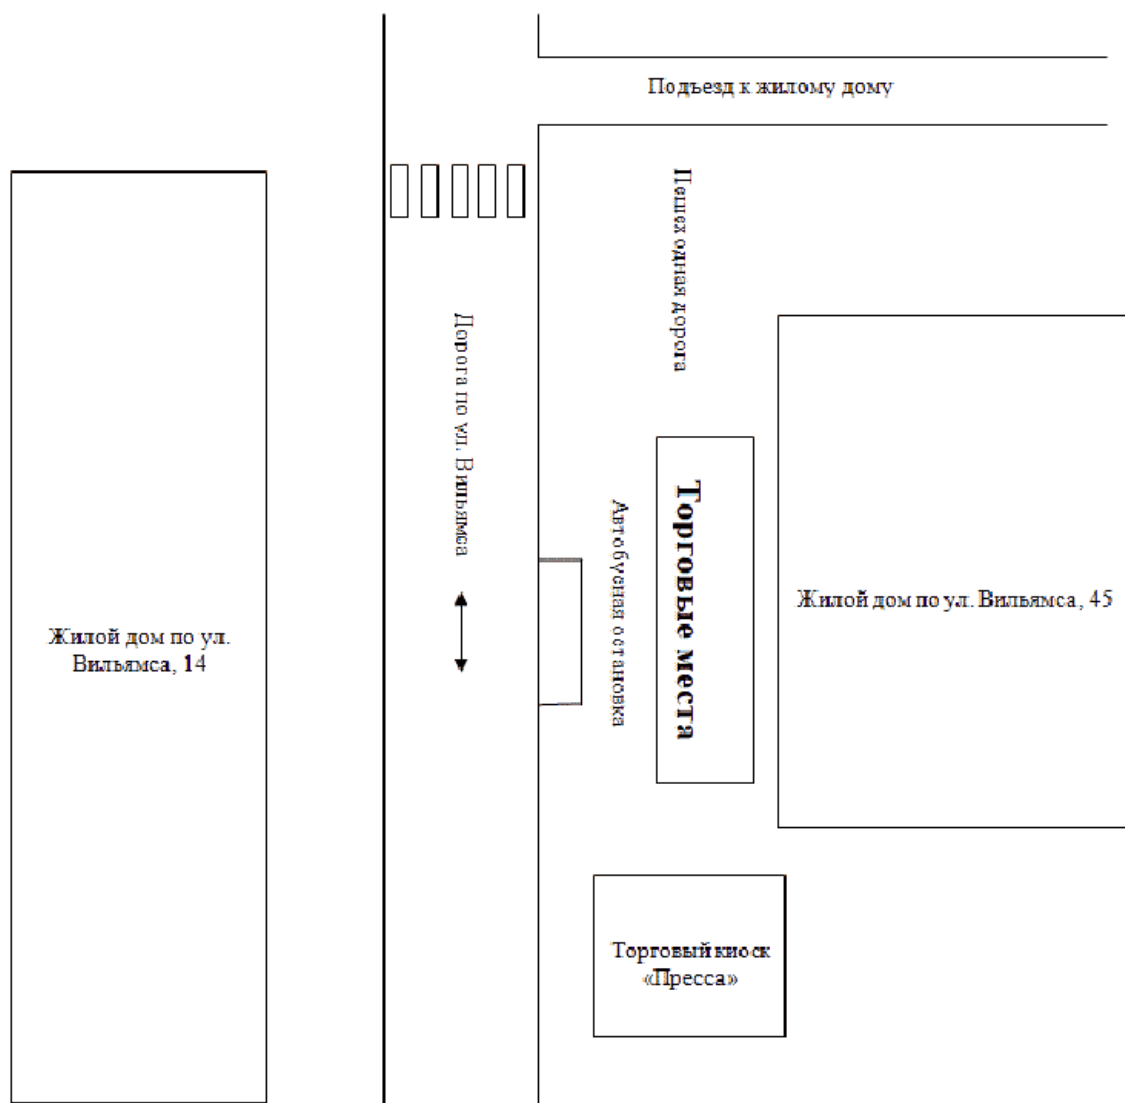 Подъезд к жилому дому
Пешеходная дорога
Дорога по ул. Вильямса
Автобусная остановка
Торговые места
Жилой дом по ул. Вильямса, 45
Жилой дом по ул.
Вильямса, 14
Торговый киоск
«Пресса»